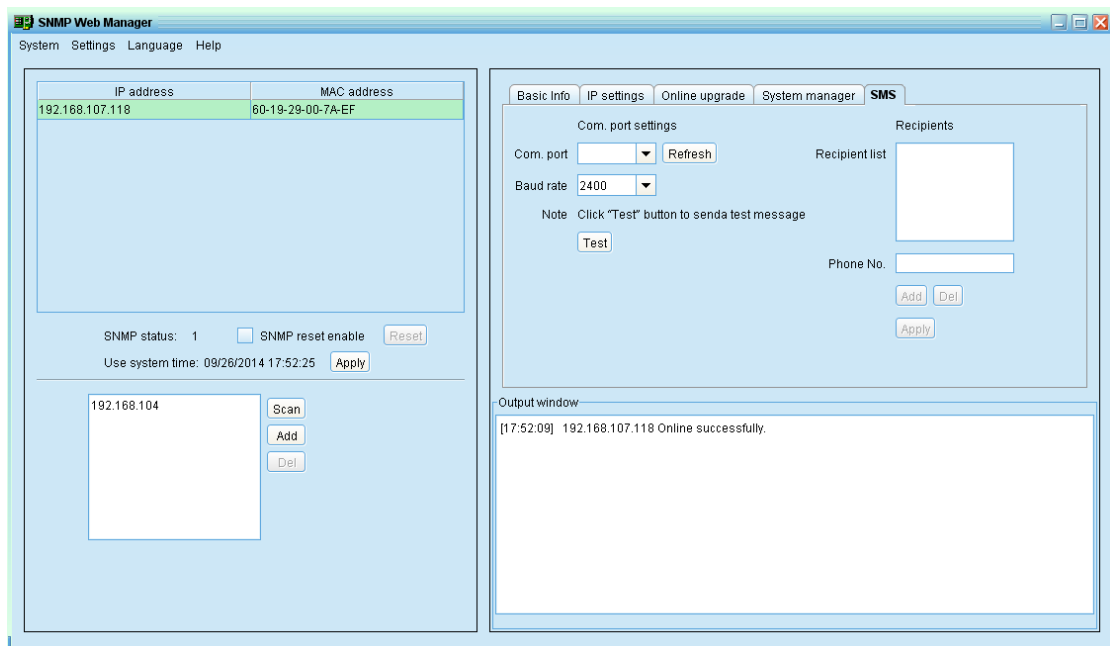 SNMP Web Manager
System Settings Language Help
IP address MAC address
192.168.107.118 60-19-29-00-7A-EF
SNMP status: 1 SNMP reset enable Reset
Use system time: 09/26/2014 17:52:25 Apply
192.168.104
Scan
Add
Del
Basic Info IP settings Online upgrade System manager SMS
Com. port settings
Com. port Refresh
Baud rate 2400
Note Click "Test" button to senda test message
Test
Recipients
Recipient list
Phone No.
Add Del
Apply
Output window
[17:52:09] 192.168.107.118 Online successfully.